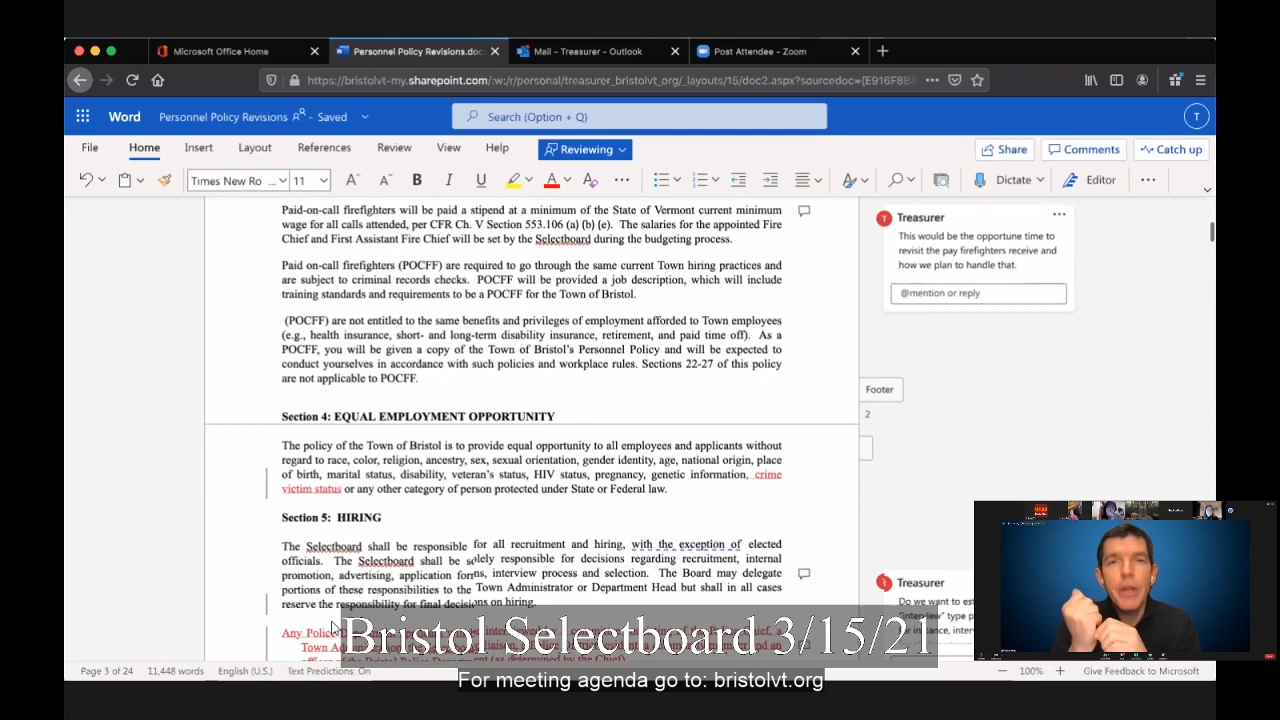 Microsoft Office Home
Personnel Policy Revisions.doc
Mail - Treasurer - Outlook
Post Attendee - Zoom
https://bristolvt-my.sharepoint.com/:w:/r/personal/treasurer_bristolvt_org/_layouts/15/doc2.aspx?sourcedoc={E916F8B8
Word
Personnel Policy Revisions
- Saved
Search (Option + Q)
T
File
Home
Insert
Layout
References
Review
View
Help
Reviewing
Share
Comments
Catch up
Times New Ro ...
11
B
I
U
Dictate
Editor
Paid-on-call firefighters will be paid a stipend at a minimum of the State of Vermont current minimum
wage for all calls attended, per CFR Ch. V Section 553.106 (a) (b) (e). The salaries for the appointed Fire
Chief and First Assistant Fire Chief will be set by the Selectboard during the budgeting process.
Paid on-call firefighters (POCFF) are required to go through the same current Town hiring practices and
are subject to criminal records checks. POCFF will be provided a job description, which will include
training standards and requirements to be a POCFF for the Town of Bristol.
(POCFF) are not entitled to the same benefits and privileges of employment afforded to Town employees
(e.g., health insurance, short- and long-term disability insurance, retirement, and paid time off). As a
POCFF, you will be given a copy of the Town of Bristol's Personnel Policy and will be expected to
conduct yourselves in accordance with such policies and workplace rules. Sections 22-27 of this policy
are not applicable to POCFF.
Section 4: EQUAL EMPLOYMENT OPPORTUNITY
The policy of the Town of Bristol is to provide equal opportunity to all employees and applicants without
regard to race, color, religion, ancestry, sex, sexual orientation, gender identity, age, national origin, place
of birth, marital status, disability, veteran's status, HIV status, pregnancy, genetic information, crime
victim status or any other category of person protected under State or Federal law.
Section 5: HIRING
The Selectboard shall be responsible for all recruitment and hiring, with the exception of elected
officials. The Selectboard shall be solely responsible for decisions regarding recruitment, internal
promotion, advertising, application forms, interview process and selection. The Board may delegate
portions of these responsibilities to the Town Administrator or Department Head but shall in all cases
reserve the responsibility for final decisions on hiring.
Any Police
Town
Treasurer
This would be the opportune time to
revisit the pay firefighters receive and
how we plan to handle that.
@mention or reply
Footer
2
Treasurer
Do we want to
Bristol Selectboard 3/15/21
For meeting agenda go to: bristolvt.org
Page 3 of 24
11,448 words
English (U.S.)
Text Predictions: On
100%
Give Feedback to Microsoft